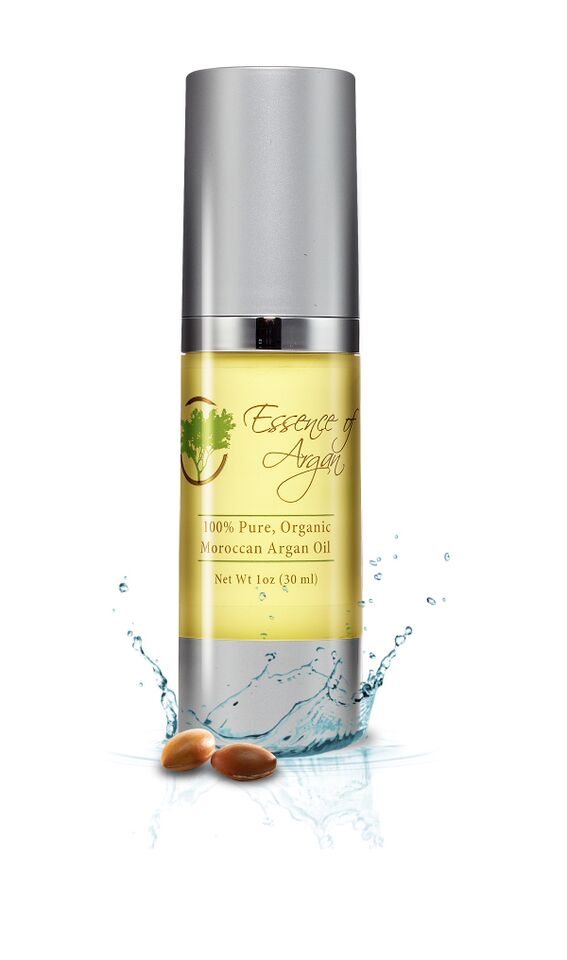 Essence of
Argan
100% Pure, Organic
Moroccan Argan Oil
Net Wt 1oz (30 ml)